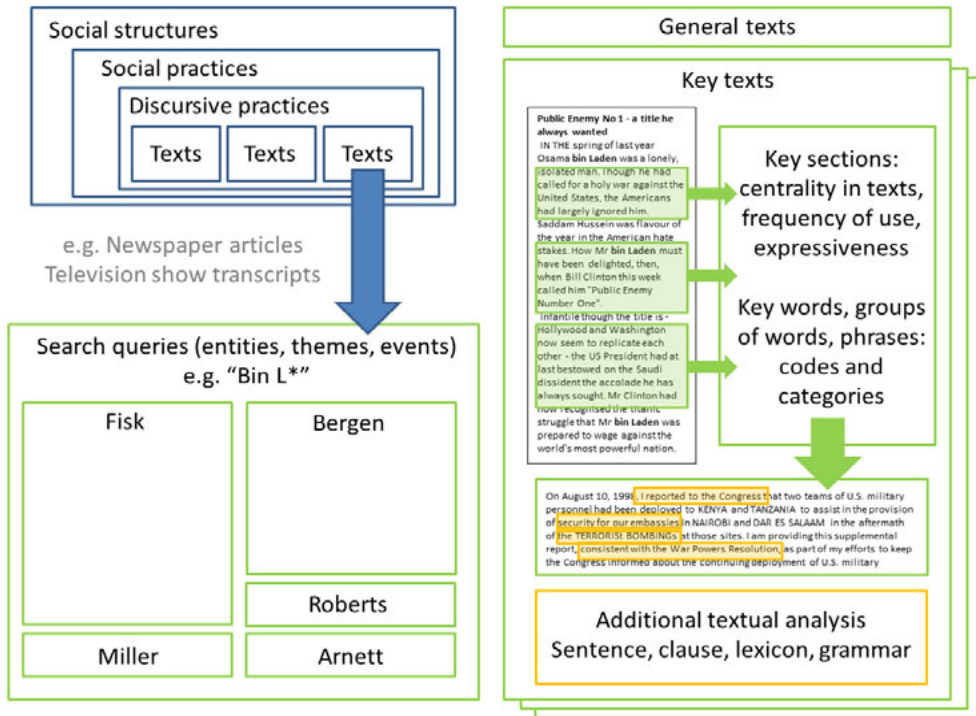 Social structures
Social practices
Discursive practices
Texts
Texts
Texts
e.g. Newspaper articles
Television show transcripts
Search queries (entities, themes, events)
e.g. “Bin L*”
Fisk
Bergen
Roberts
Miller
Arnett
General texts
Key texts
Public Enemy No 1 - a title he
always wanted
IN THE spring of last year
Osama bin Laden was a lonely,
isolated man. Though he had
called for a holy war against the
United States, the Americans
had largely ignored him.
Saddam Hussein was flavour of
the year in the American hate
stakes. How Mr bin Laden must
have been delighted, then,
when Bill Clinton this week
called him "Public Enemy
Number One".
Infantile though the title is -
Hollywood and Washington
now seem to replicate each
other - the US President had at
last bestowed on the Saudi
dissident the accolade he has
always sought. Mr Clinton had
now recognised the titanic
struggle that Mr bin Laden was
prepared to wage against the
world's most powerful nation.
Key sections:
centrality in texts,
frequency of use,
expressiveness
Key words, groups
of words, phrases:
codes and
categories
On August 10, 1998, I reported to the Congress that two teams of U.S. military
personnel had been deployed to KENYA and TANZANIA to assist in the provision
of security for our embassies in NAIROBI and DAR ES SALAAM in the aftermath
of the TERRORISt BOMBINGs at those sites. I am providing this supplemental
report, consistent with the War Powers Resolution, as part of my efforts to keep
the Congress informed about the continuing deployment of U.S. military
Additional textual analysis
Sentence, clause, lexicon, grammar